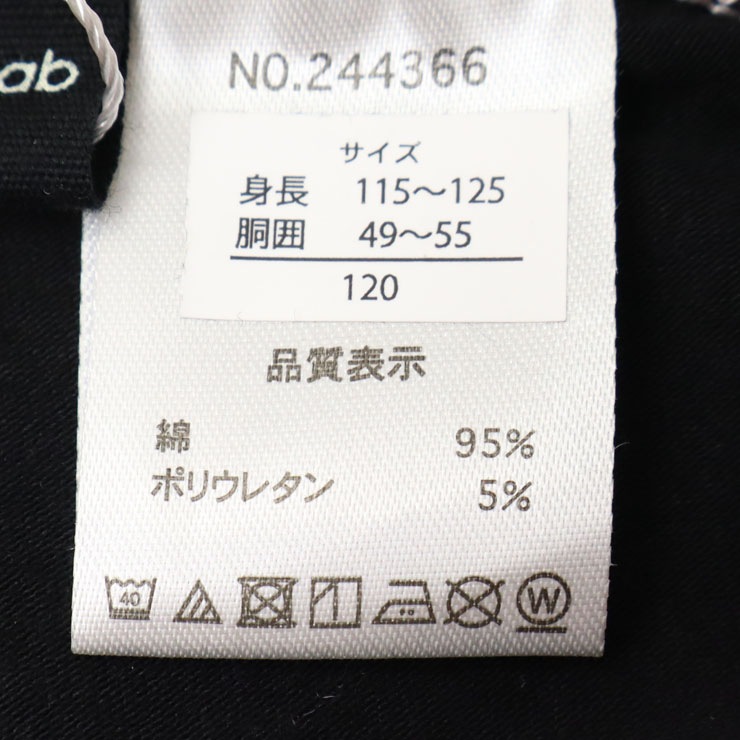 ab
NO.244366
サイズ
身長 115～125
胴囲 49～55
120
品質表示
綿 95%
ポリウレタン 5%
40 W